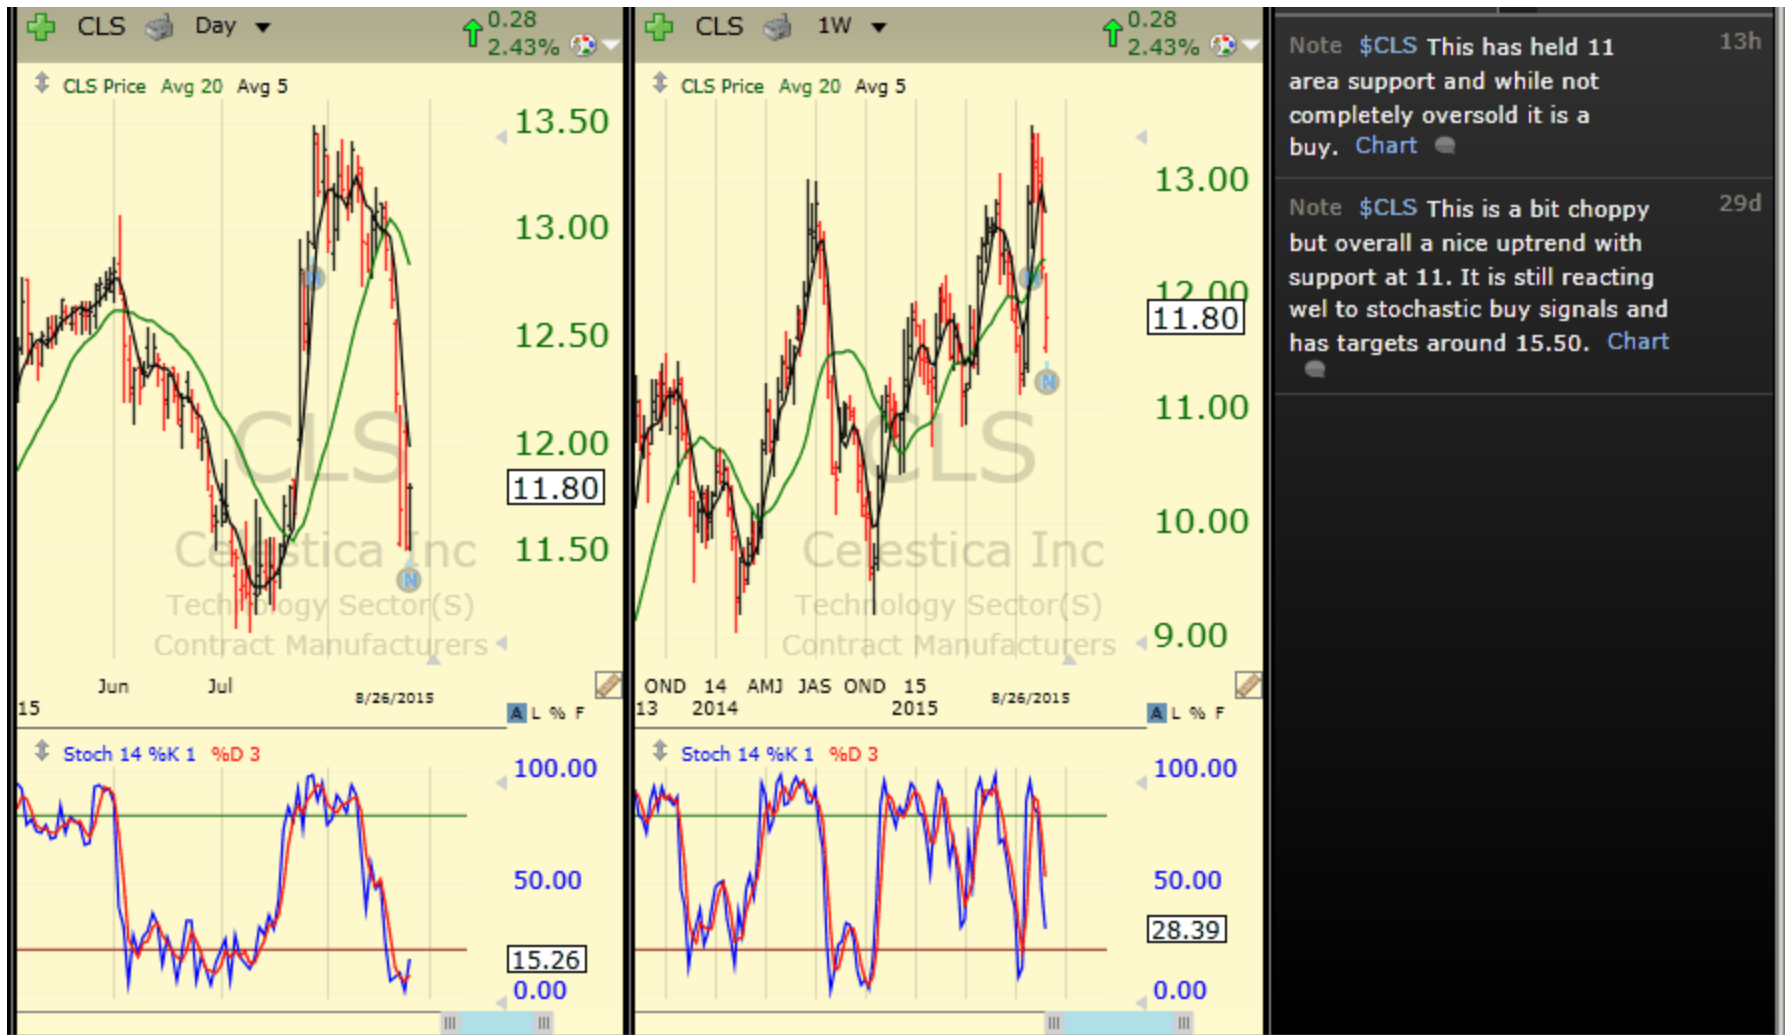 CLS Day 0.28
2.43%
CLS Price Avg 20 Avg 5
13.50
13.00
12.50
12.00
11.80
11.50
CLS
Celestica Inc
Technology Sector(S)
Contract Manufacturers
N
N
Jun Jul 8/26/2015
15
A L % F
Stoch 14 %K 1 %D 3
100.00
50.00
15.26
0.00
CLS 1W 0.28
2.43%
CLS Price Avg 20 Avg 5
13.00
12.00
11.80
11.00
10.00
9.00
CLS
Celestica Inc
Technology Sector(S)
Contract Manufacturers
N
N
OND 14 AMJ JAS OND 15 8/26/2015
13 2014 2015
A L % F
Stoch 14 %K 1 %D 3
100.00
50.00
28.39
0.00
Note $CLS This has held 11 13h
area support and while not
completely oversold it is a
buy. Chart
Note $CLS This is a bit choppy 29d
but overall a nice uptrend with
support at 11. It is still reacting
wel to stochastic buy signals and
has targets around 15.50. Chart